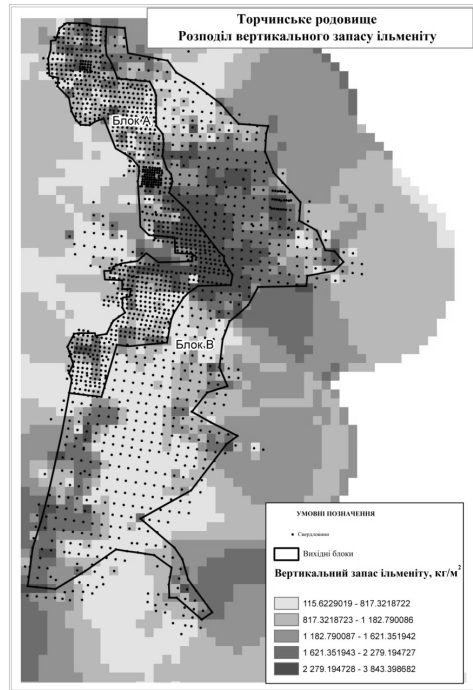 Торчинське родовище
Розподіл вертикального запасу ільменіту
Блок А
Блок В
УМОВНІ ПОЗНАЧЕННЯ
Свердловини
Вихідні блоки
Вертикальний запас ільменіту, кг/м²
115.6229019 - 817.3218722
817.3218723 - 1 182.790086
1 182.790087 - 1 621.351942
1 621.351943 - 2 279.194727
2 279.194728 - 3 843.398682